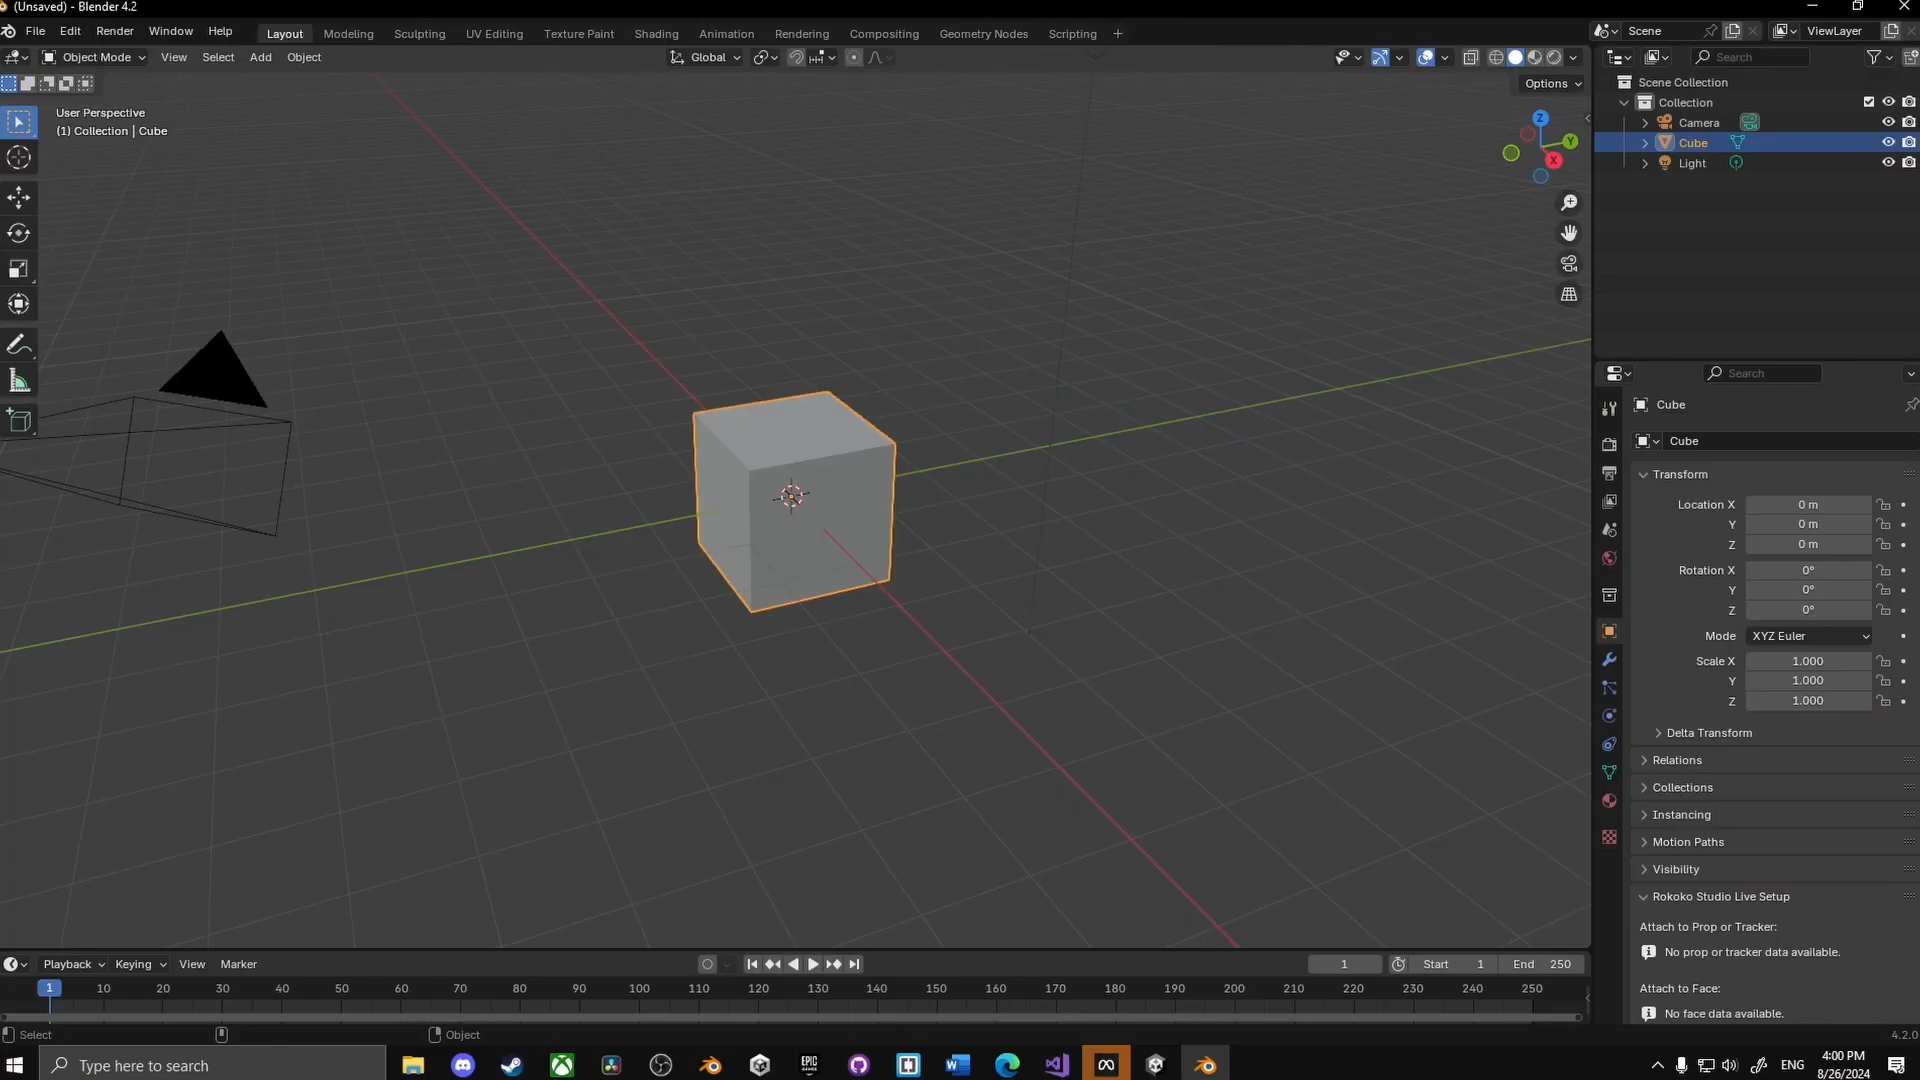 (Unsaved) - Blender 4.2
File Edit Render Window Help Layout Modeling Sculpting UV Editing Texture Paint Shading Animation Rendering Compositing Geometry Nodes Scripting + Scene ViewLayer
Object Mode View Select Add Object Global Search
Options
User Perspective
(1) Collection | Cube
Z
Y
X
Scene Collection
Collection
Camera
Cube
Light
Search
Cube
Cube
Transform
Location X 0 m
Y 0 m
Z 0 m
Rotation X 0°
Y 0°
Z 0°
Mode XYZ Euler
Scale X 1.000
Y 1.000
Z 1.000
Delta Transform
Relations
Collections
Instancing
Motion Paths
Visibility
Rokoko Studio Live Setup
Attach to Prop or Tracker:
No prop or tracker data available.
Attach to Face:
No face data available.
Playback Keying View Marker 1 Start 1 End 250
1 10 20 30 40 50 60 70 80 90 100 110 120 130 140 150 160 170 180 190 200 210 220 230 240 250
Select Object 4.2.0
Type here to search EPIC GAMES ENG 4:00 PM
8/26/2024